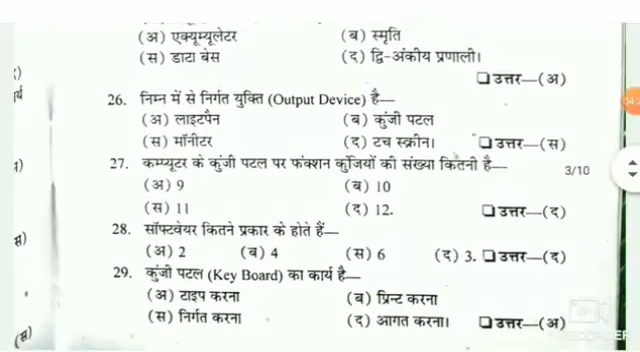 (अ) एक्यूम्यूलेटर (ब) स्मृति
(स) डाटा बेस (द) द्वि-अंकीय प्रणाली।
❑ उत्तर—(अ)
26. निम्न में से निर्गत युक्ति (Output Device) है—
(अ) लाइटपैन (ब) कुंजी पटल
(स) मॉनीटर (द) टच स्क्रीन। ❑ उत्तर—(स)
27. कम्प्यूटर के कुंजी पटल पर फंक्शन कुंजियों की संख्या कितनी है—
(अ) 9 (ब) 10
(स) 11 (द) 12. ❑ उत्तर—(द)
28. सॉफ्टवेयर कितने प्रकार के होते हैं—
(अ) 2 (ब) 4 (स) 6 (द) 3. ❑ उत्तर—(द)
29. कुंजी पटल (Key Board) का कार्य है—
(अ) टाइप करना (ब) प्रिन्ट करना
(स) निर्गत करना (द) आगत करना। ❑ उत्तर—(अ)
3/10
(स)